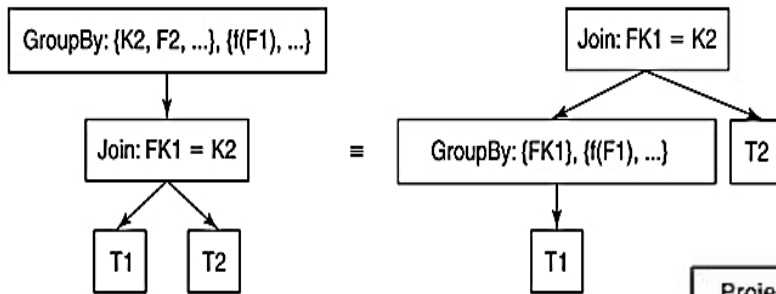 GroupBy: {K2, F2, ...}, {f(F1), ...}
Join: FK1 = K2
T1
T2
≡
Join: FK1 = K2
GroupBy: {FK1}, {f(F1), ...}
T2
T1